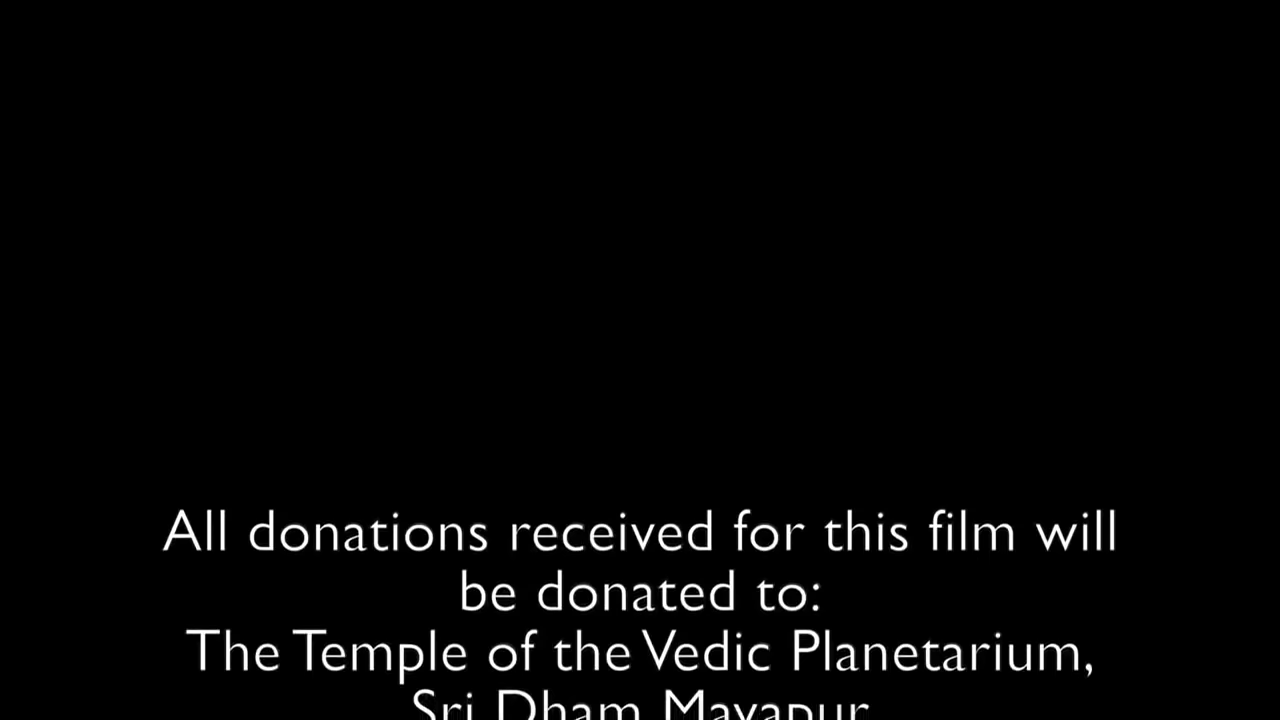 All donations received for this film will
be donated to:
The Temple of the Vedic Planetarium,
Sri Dham Mayapur